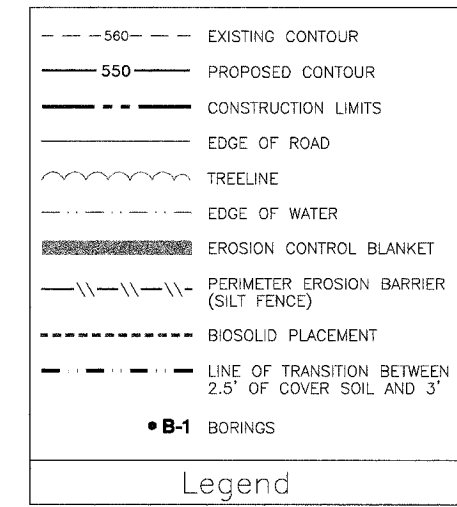 560 EXISTING CONTOUR
550 PROPOSED CONTOUR
CONSTRUCTION LIMITS
EDGE OF ROAD
TREELINE
EDGE OF WATER
EROSION CONTROL BLANKET
PERIMETER EROSION BARRIER
(SILT FENCE)
BIOSOLID PLACEMENT
LINE OF TRANSITION BETWEEN
2.5' OF COVER SOIL AND 3'
B-1 BORINGS
Legend